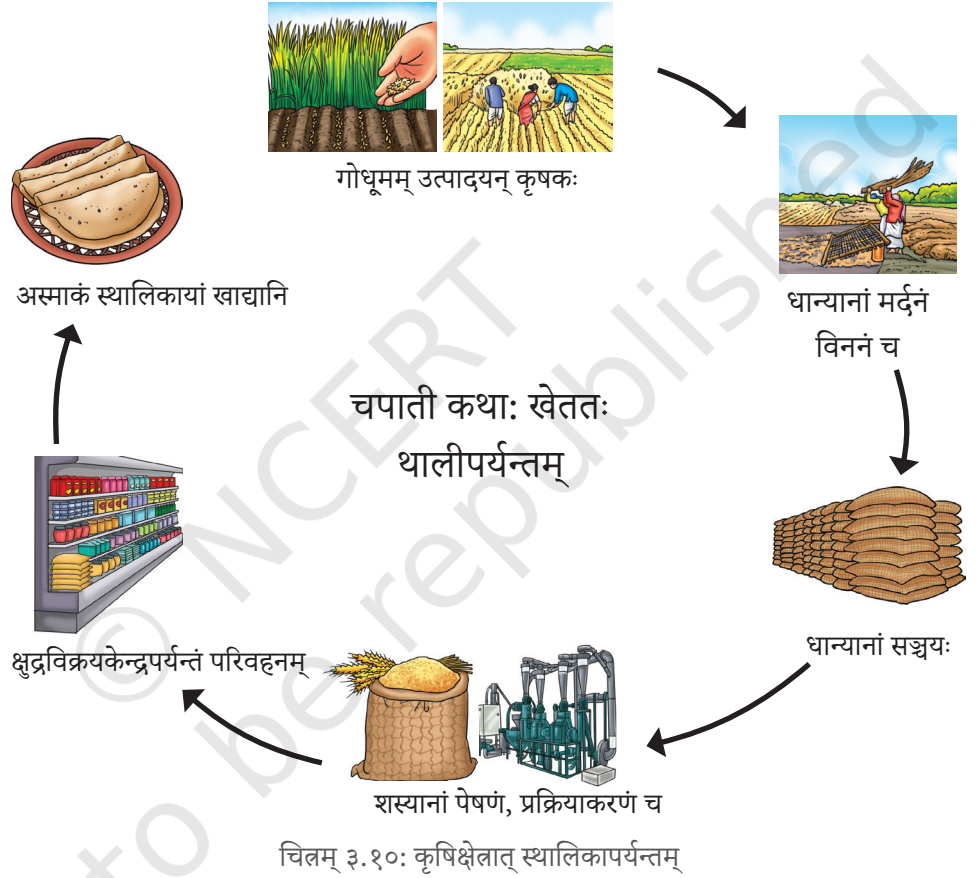 गोधूमम् उत्पादयन् कृषकः
धान्यानां मर्दनं
विननं च
धान्यानां सञ्चयः
शस्यानां पेषणं, प्रक्रियाकरणं च
क्षुद्रविक्रयकेन्द्रपर्यन्तं परिवहनम्
अस्माकं स्थालिकायां खाद्यानि
चपाती कथा: खेततः
थालीपर्यन्तम्
चित्रम् ३.१०: कृषिक्षेत्रात् स्थालिकापर्यन्तम्
© NCERT
to be republished